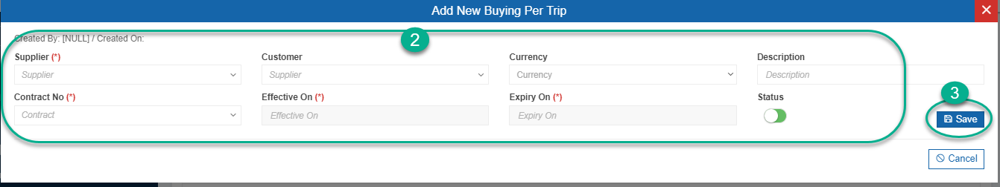 Add New Buying Per Trip
Created By: [NULL] / Created On:
2
Supplier (*) Customer Currency Description
Supplier Supplier Currency Description
3
Contract No (*) Effective On (*) Expiry On (*) Status
Contract Effective On Expiry On Save
Cancel